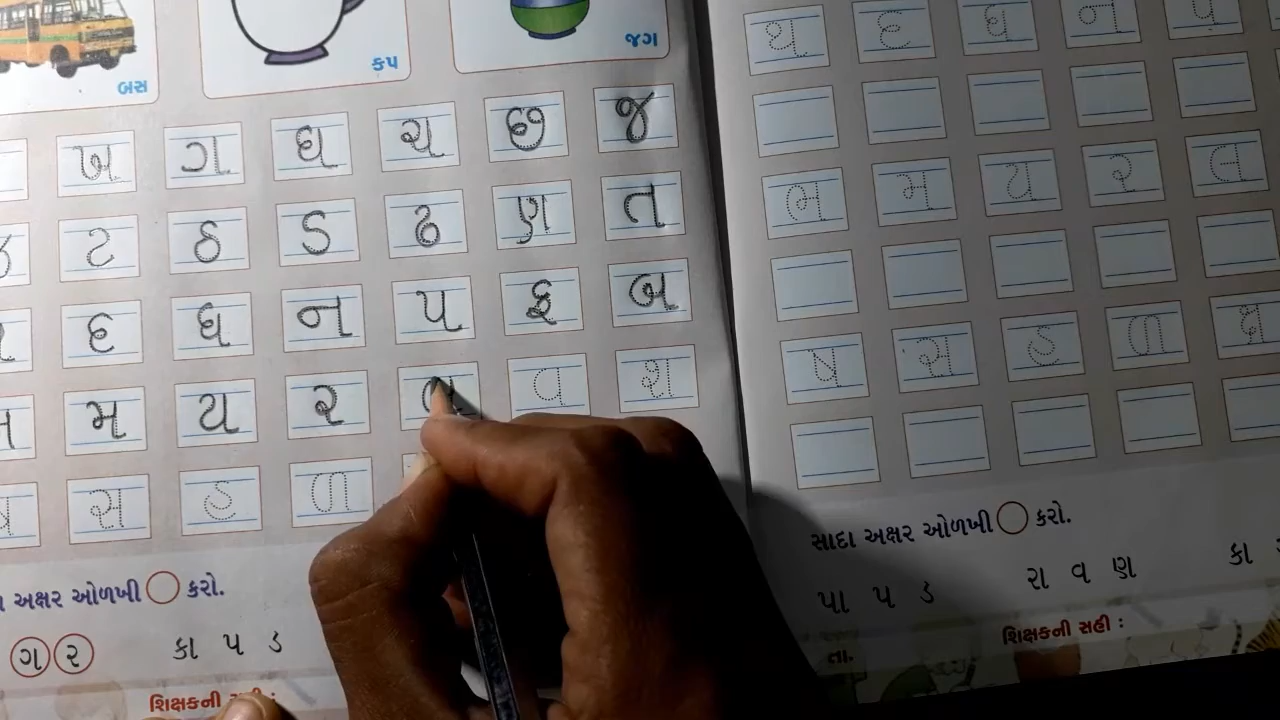 બસ
કપ
જગ
ખ ગ ઘ ચ છ જ
ટ ઠ ડ ઢ ણ ત
દ ધ ન પ ફ બ
મ ય ર લ વ શ
સ હ ળ
અક્ષર ઓળખી કરો.
ગ ર કા પ ડ
શિક્ષકની સહી :
થ દ ધ ન પ
ભ મ ય ર લ
ષ સ હ ળ ક્ષ
સાદા અક્ષર ઓળખી કરો.
પા પ ડ રા વ ણ કા
શિક્ષકની સહી :
તા.